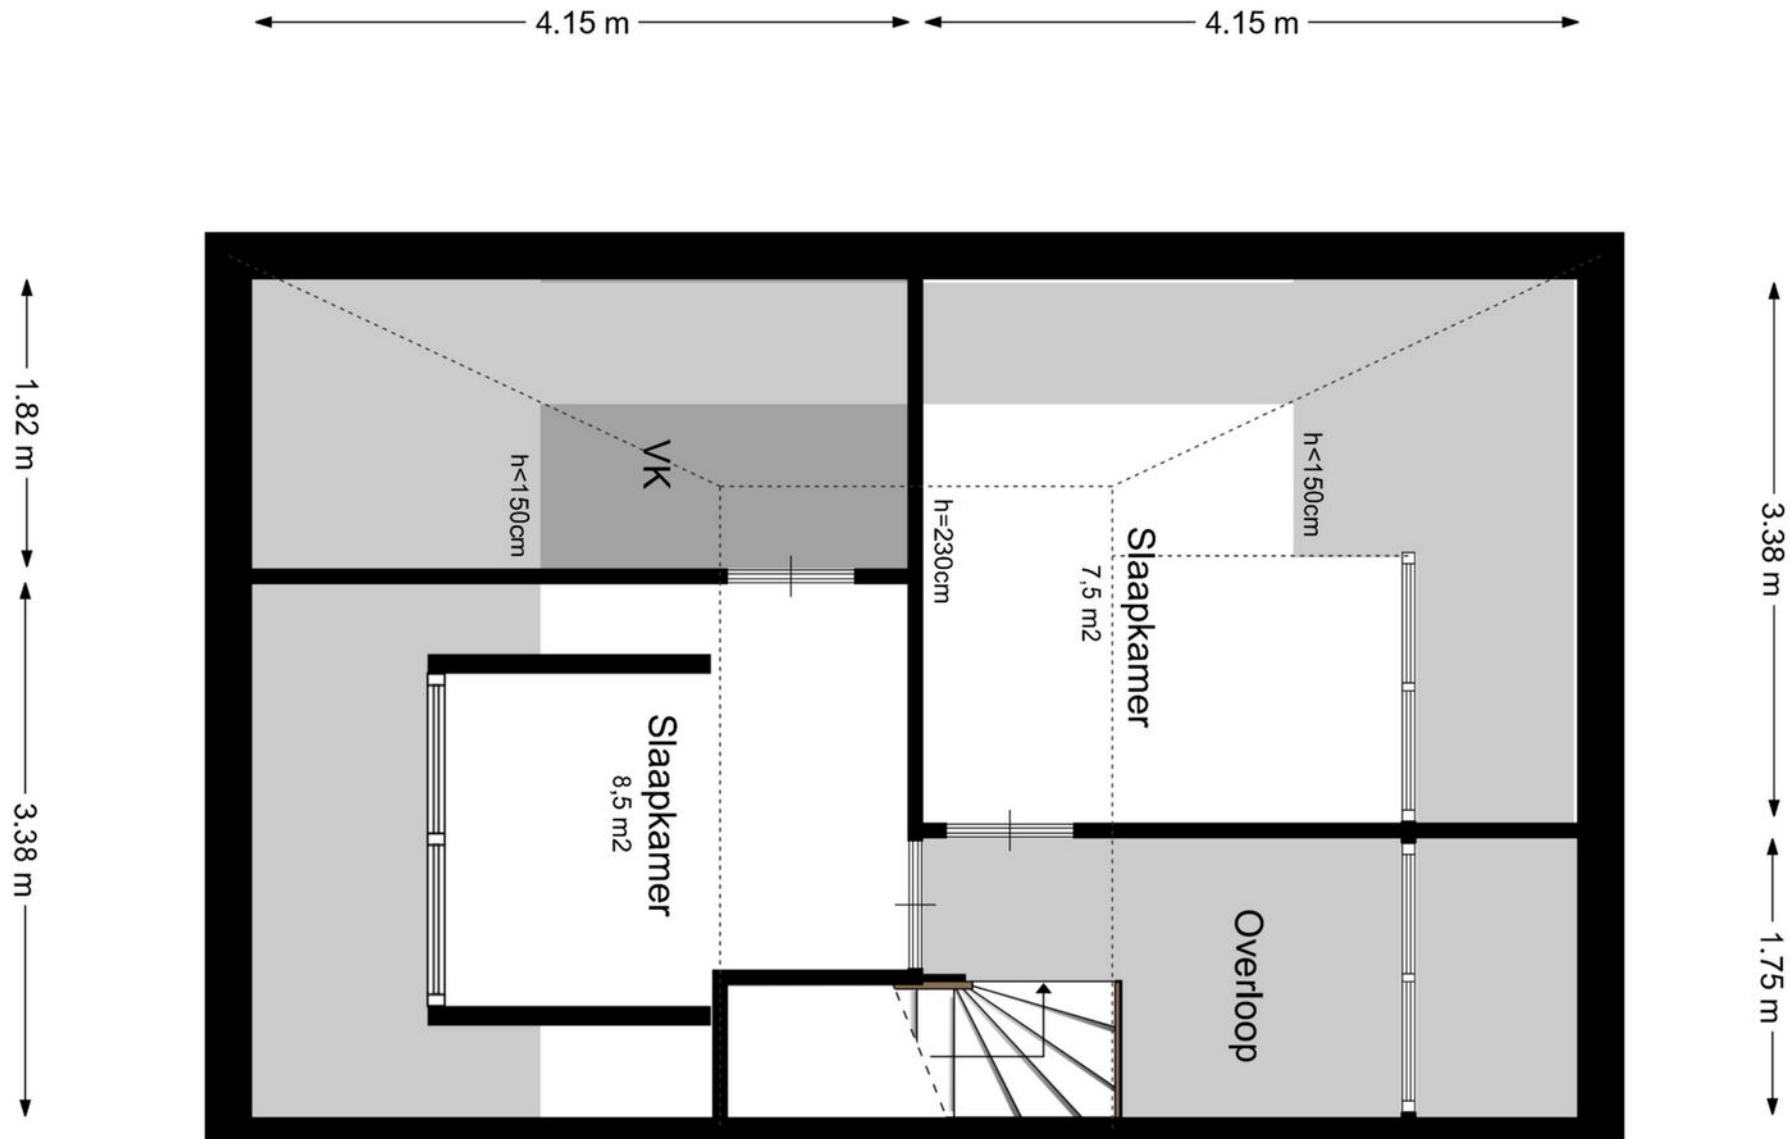 4.15 m
4.15 m
1.82 m
3.38 m
VK
h<150cm
h=230cm
h<150cm
Slaapkamer
7,5 m2
Slaapkamer
8,5 m2
Overloop
3.38 m
1.75 m